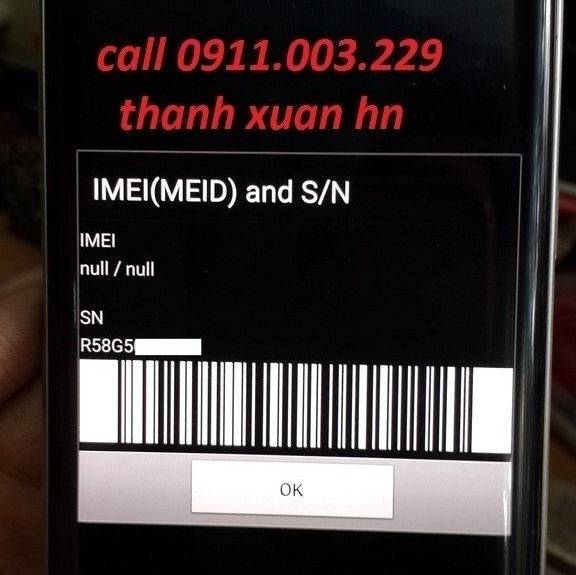 call 0911.003.229
thanh xuan hn
IMEI(MEID) and S/N
IMEI
null / null
SN
R58G5
OK